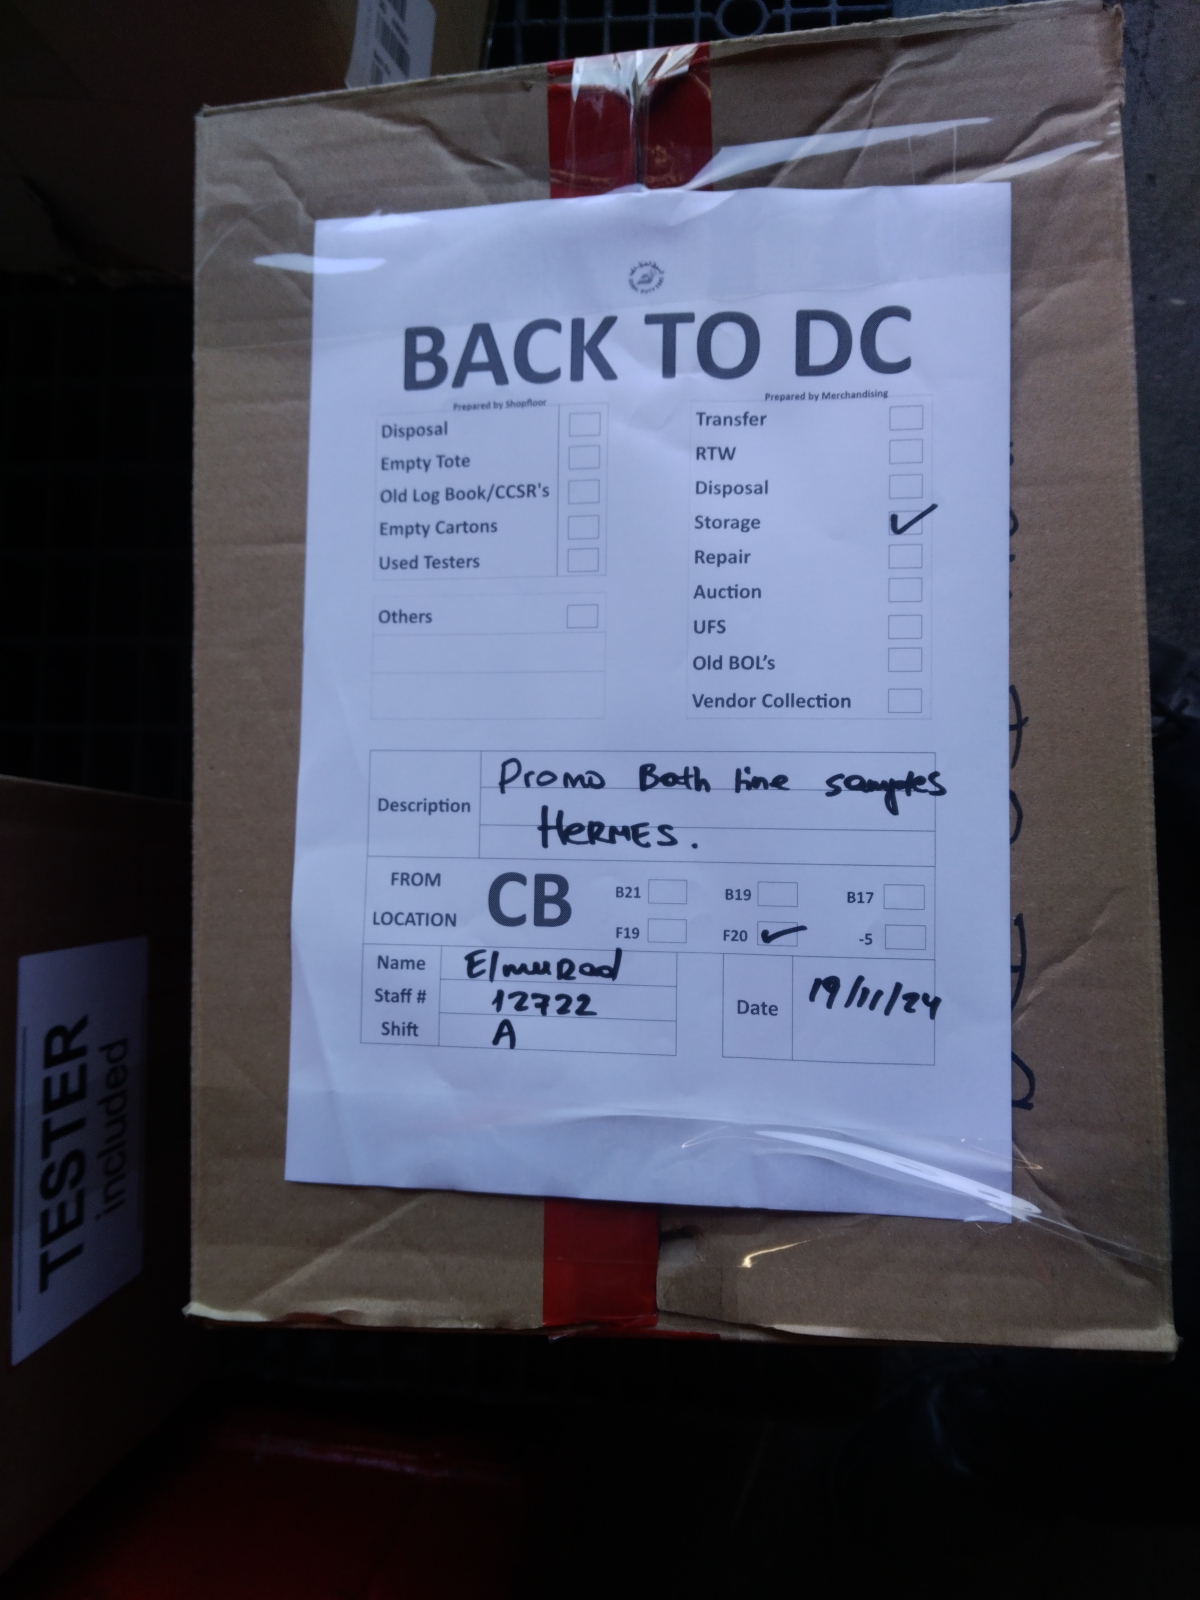 BACK TO DC
Prepared by Shopfloor
Disposal
Empty Tote
Old Log Book/CCSR's
Empty Cartons
Used Testers
Others
Prepared by Merchandising
Transfer
RTW
Disposal
Storage
Repair
Auction
UFS
Old BOL's
Vendor Collection
Description
Promo Bath line samples
HERMES.
FROM
LOCATION
CB
B21 B19 B17
F19 F20 -5
Name Elmurad
Staff # 12722
Shift A
Date 19/11/24
TESTER
included